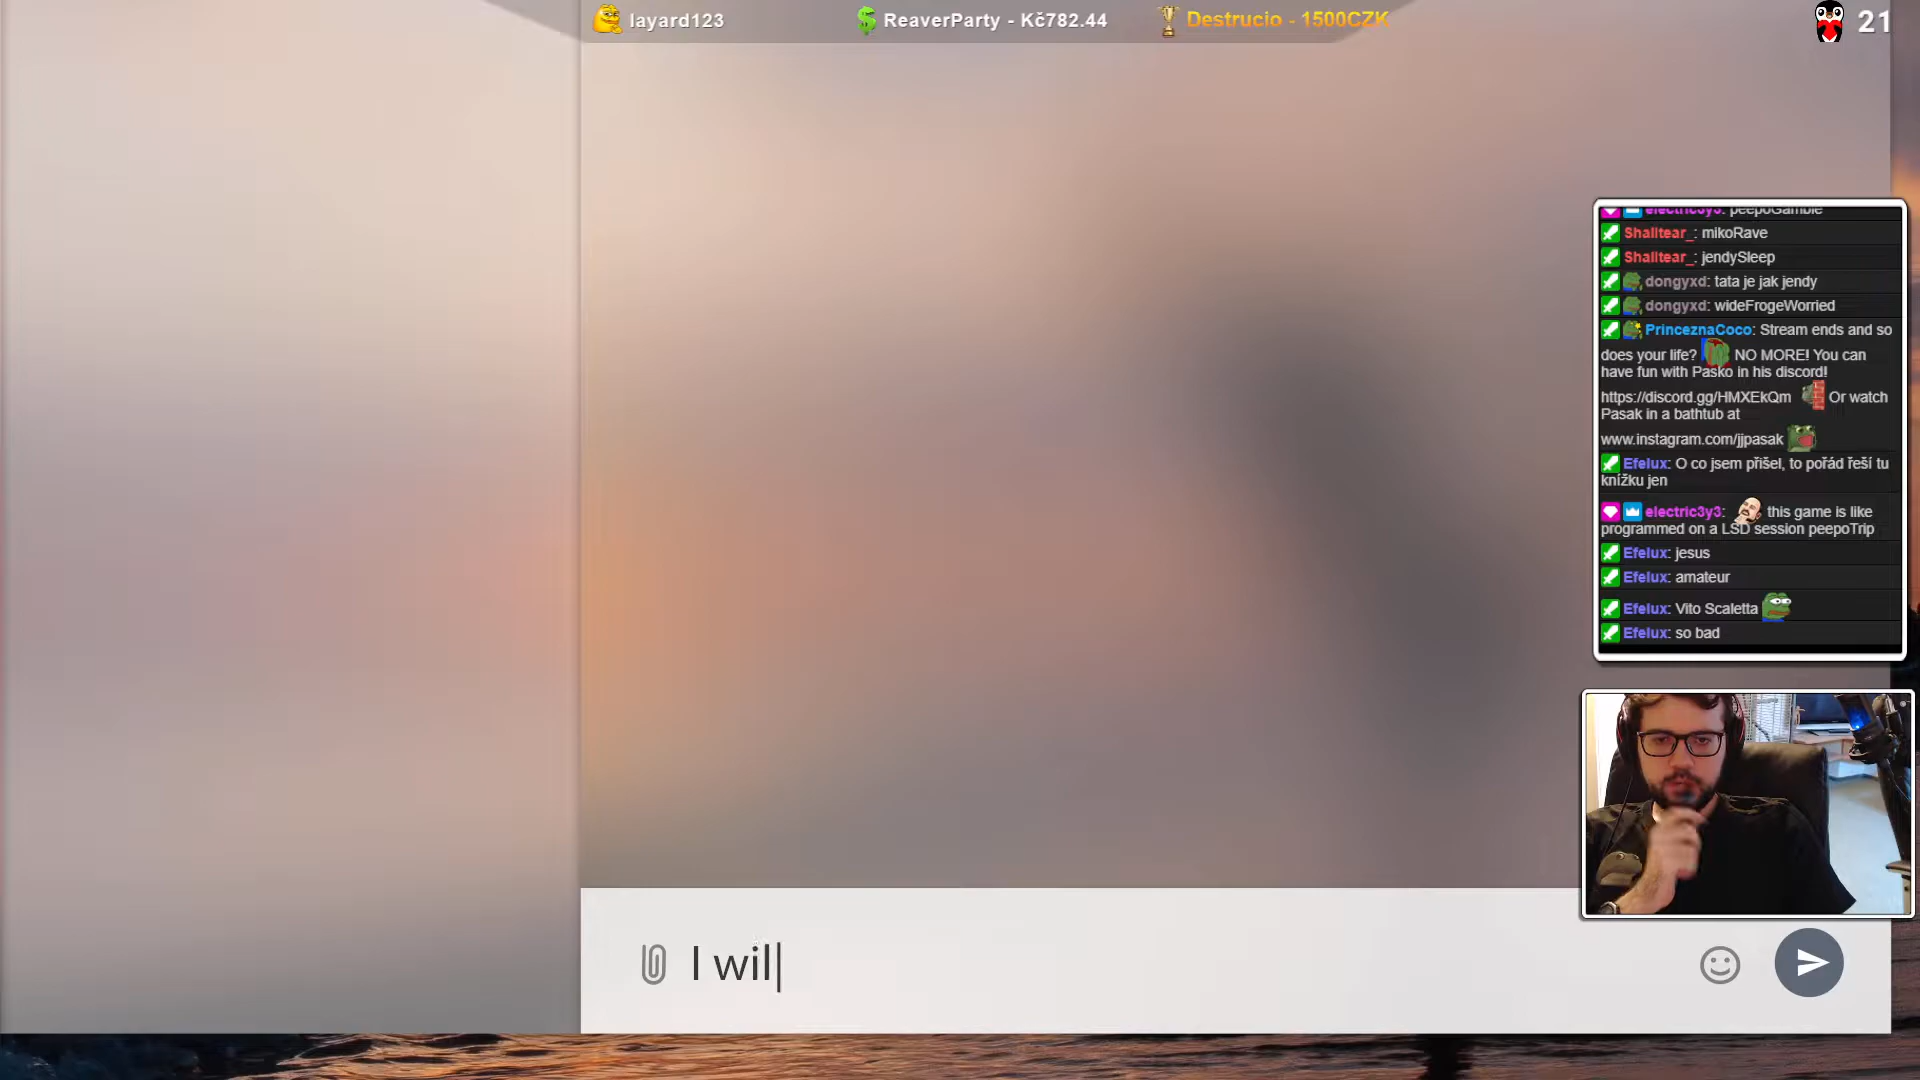 layard123
ReaverParty - Kč782.44
Destrucio - 1500CZK
21
electric3y3: peepoGamble
Shalltear_: mikoRave
Shalltear_: jendySleep
dongyxd: tata je jak jendy
dongyxd: wideFrogeWorried
PrinceznaCoco: Stream ends and so
does your life? NO MORE! You can
have fun with Pasko in his discord!
https://discord.gg/HMXEkQm Or watch
Pasak in a bathtub at
www.instagram.com/jjpasak
Efelux: O co jsem přišel, to pořád řeší tu
knížku jen
electric3y3: this game is like
programmed on a LSD session peepoTrip
Efelux: jesus
Efelux: amateur
Efelux: Vito Scaletta
Efelux: so bad
I wil